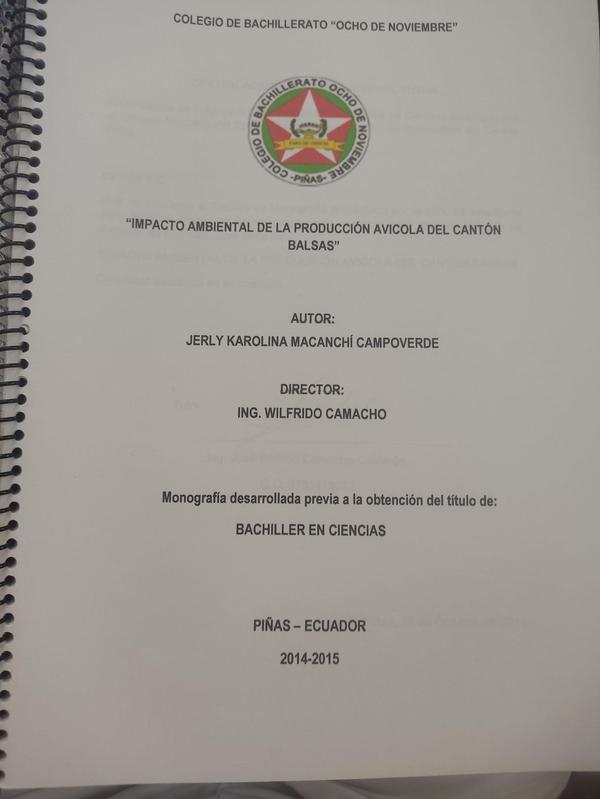 COLEGIO DE BACHILLERATO “OCHO DE NOVIEMBRE”
COLEGIO DE BACHILLERATO OCHO DE NOVIEMBRE
-PIÑAS-
“IMPACTO AMBIENTAL DE LA PRODUCCIÓN AVICOLA DEL CANTÓN
BALSAS”
AUTOR:
JERLY KAROLINA MACANCHÍ CAMPOVERDE
DIRECTOR:
ING. WILFRIDO CAMACHO
Monografía desarrollada previa a la obtención del título de:
BACHILLER EN CIENCIAS
PIÑAS – ECUADOR
2014-2015